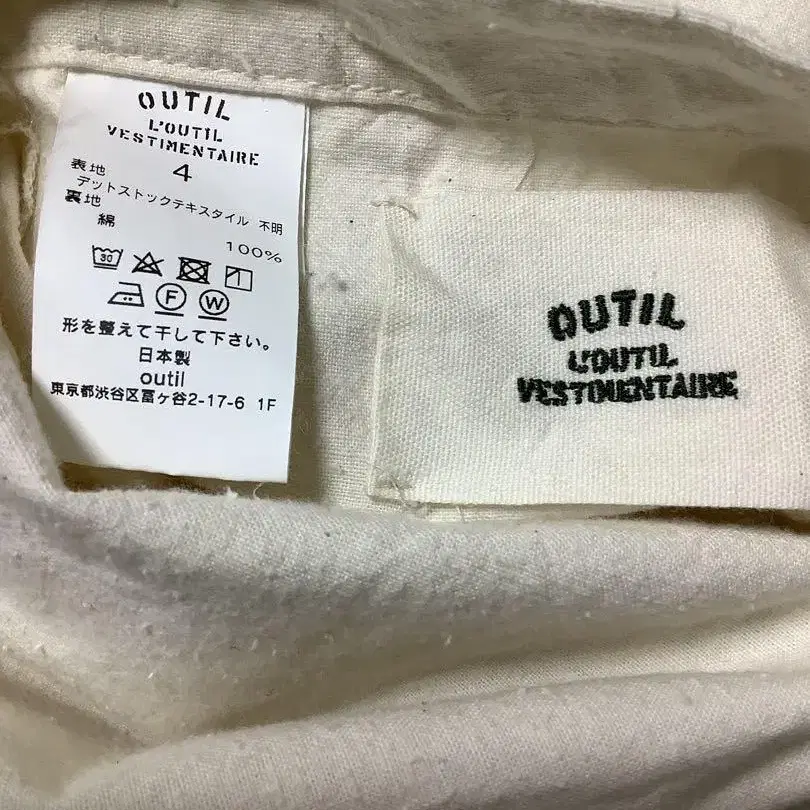 OUTIL
L'OUTIL
VESTIMENTAIRE
4
表地
デットストックテキスタイル 不明
裏地
綿 100%
30
1
F W
形を整えて干して下さい。
日本製
outil
東京都渋谷区富ヶ谷2-17-6 1F
OUTIL
L'OUTIL
VESTIMENTAIRE